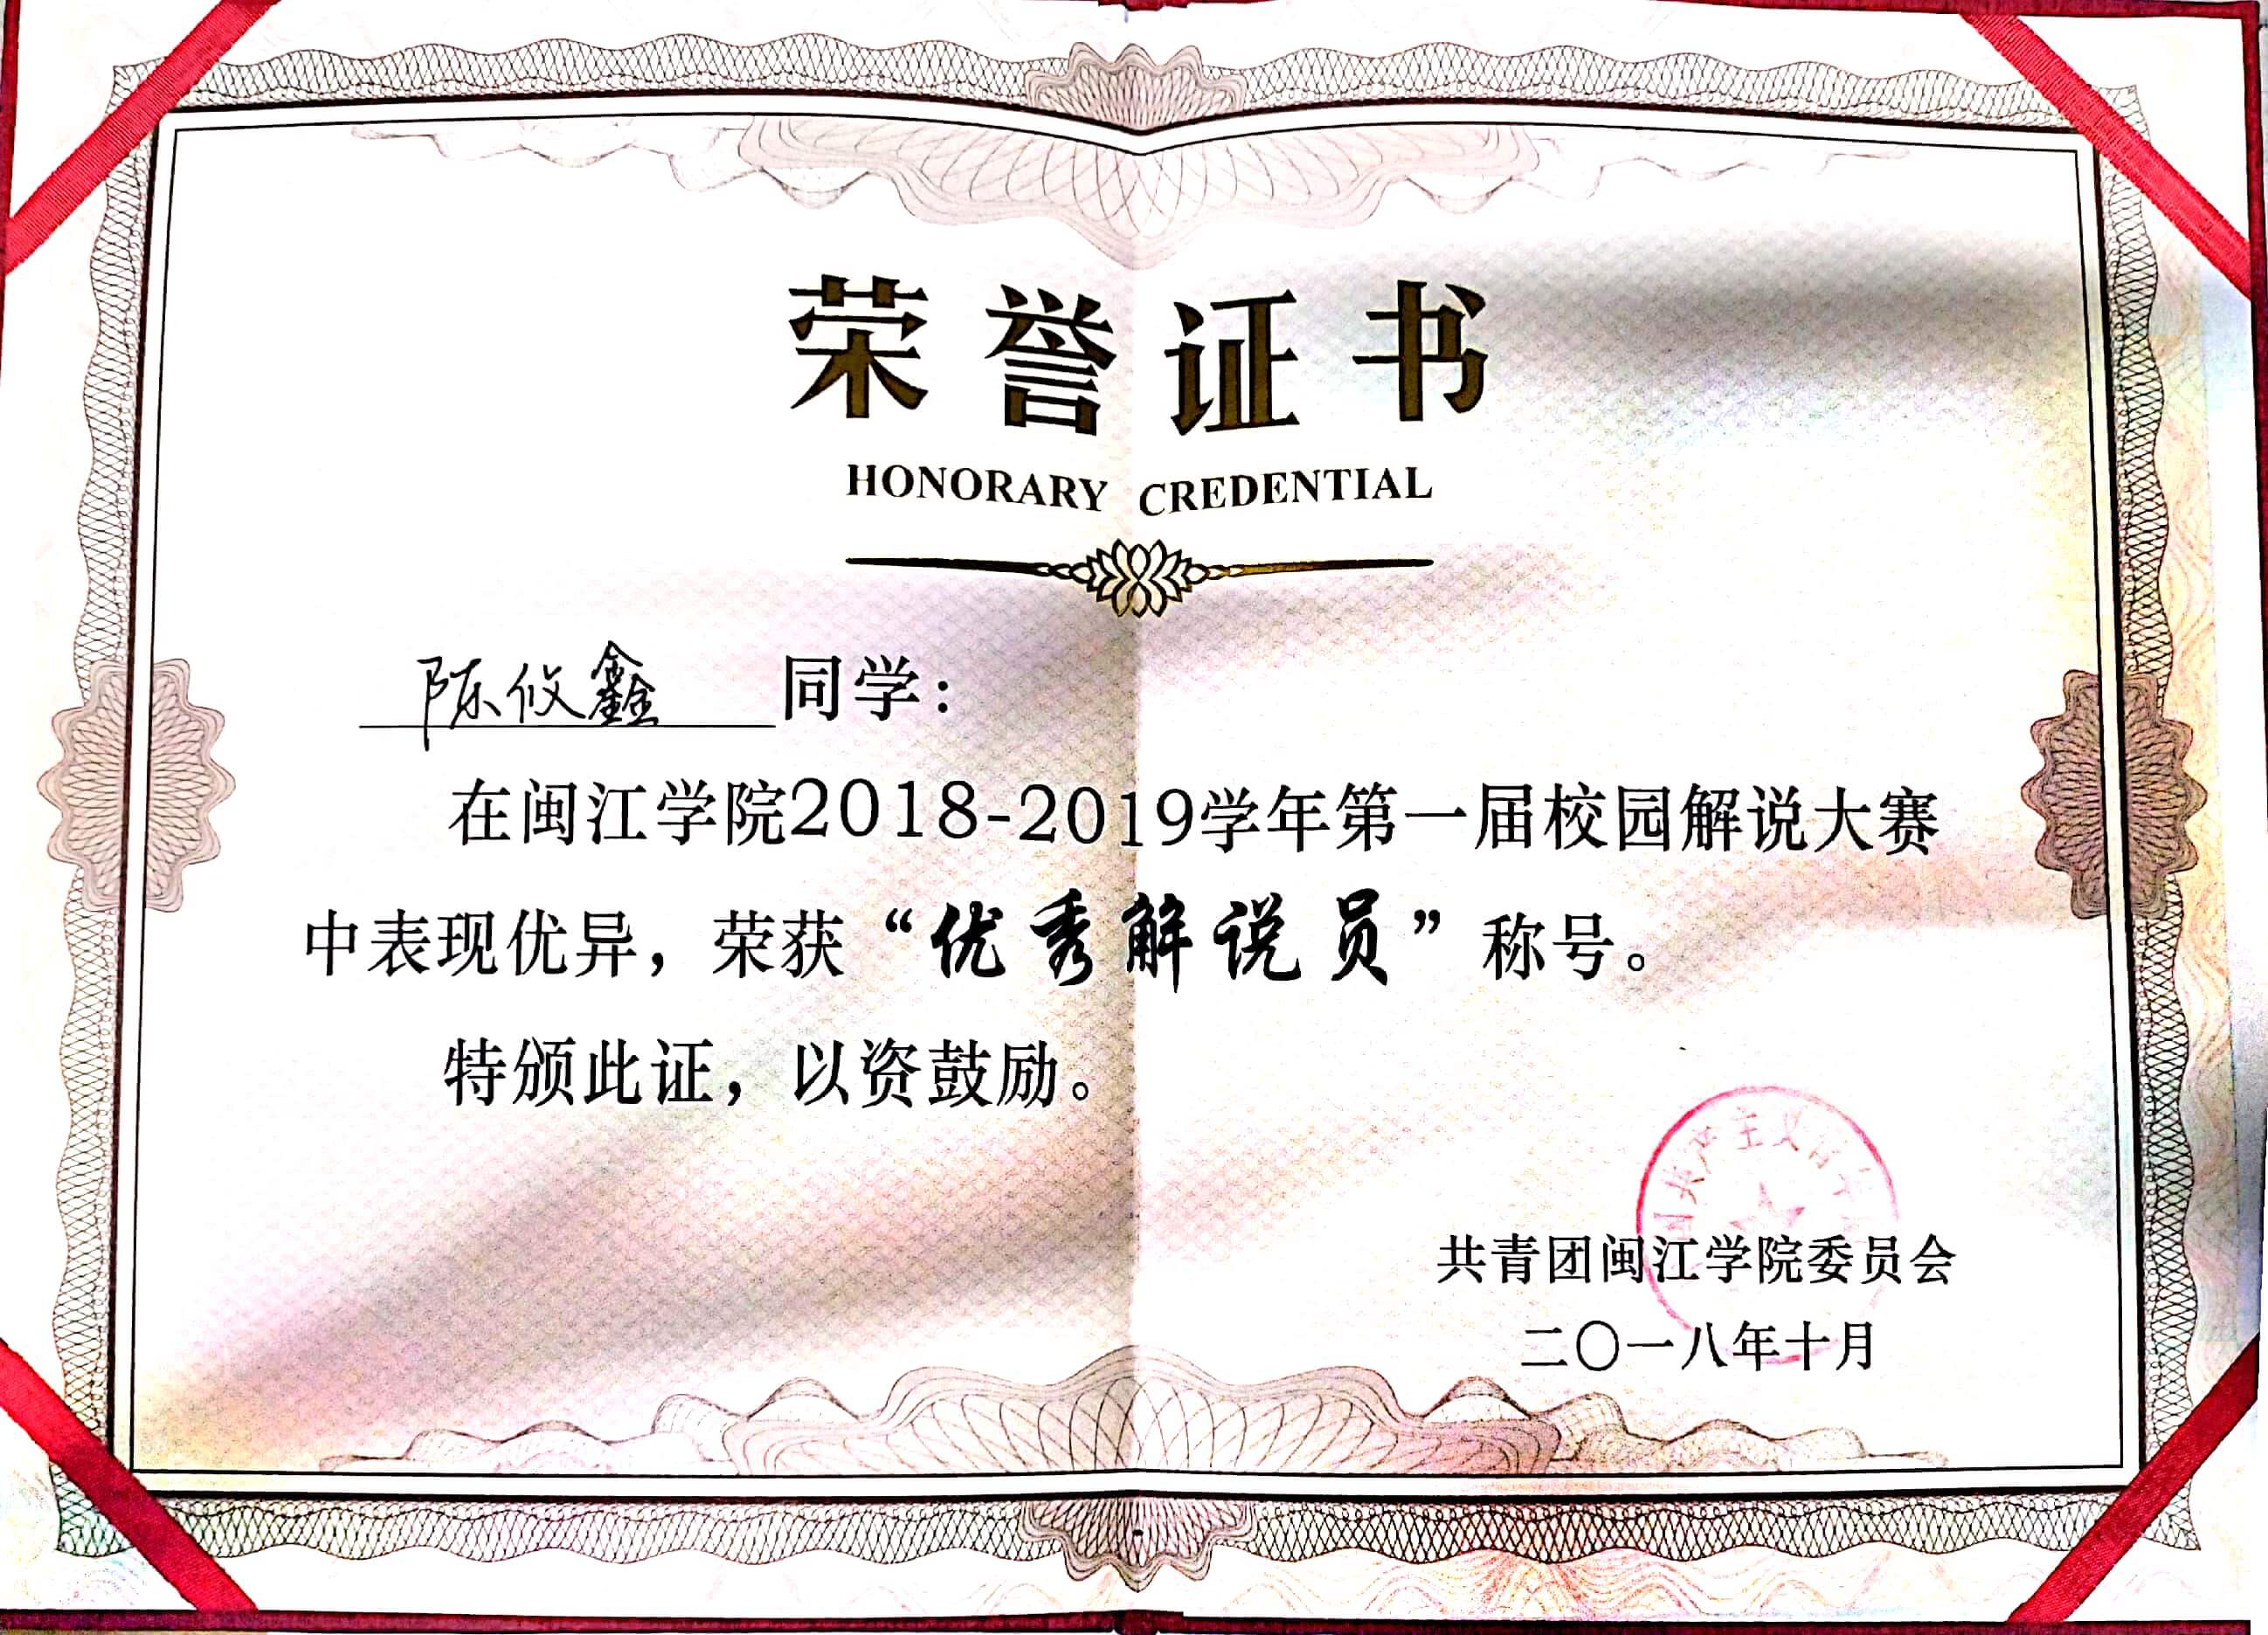 荣誉证书
HONORARY CREDENTIAL
陈攸鑫 同学：
在闽江学院2018-2019学年第一届校园解说大赛
中表现优异，荣获“优秀解说员”称号。
特颁此证，以资鼓励。
共产主义青
共青团闽江学院委员会
二〇一八年十月